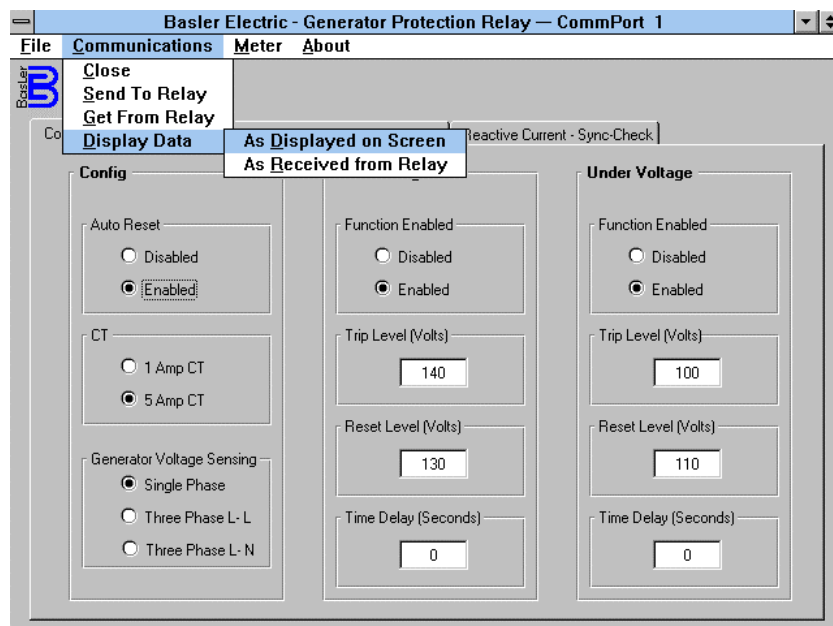 Basler Electric - Generator Protection Relay — CommPort 1
File Communications Meter About
Basler
Close
Send To Relay
Get From Relay
Display Data
As Displayed on Screen
As Received from Relay
Co
Reactive Current - Sync-Check
Config
Auto Reset
Disabled
Enabled
CT
1 Amp CT
5 Amp CT
Generator Voltage Sensing
Single Phase
Three Phase L- L
Three Phase L- N
Function Enabled
Disabled
Enabled
Trip Level (Volts)
140
Reset Level (Volts)
130
Time Delay (Seconds)
0
Under Voltage
Function Enabled
Disabled
Enabled
Trip Level (Volts)
100
Reset Level (Volts)
110
Time Delay (Seconds)
0